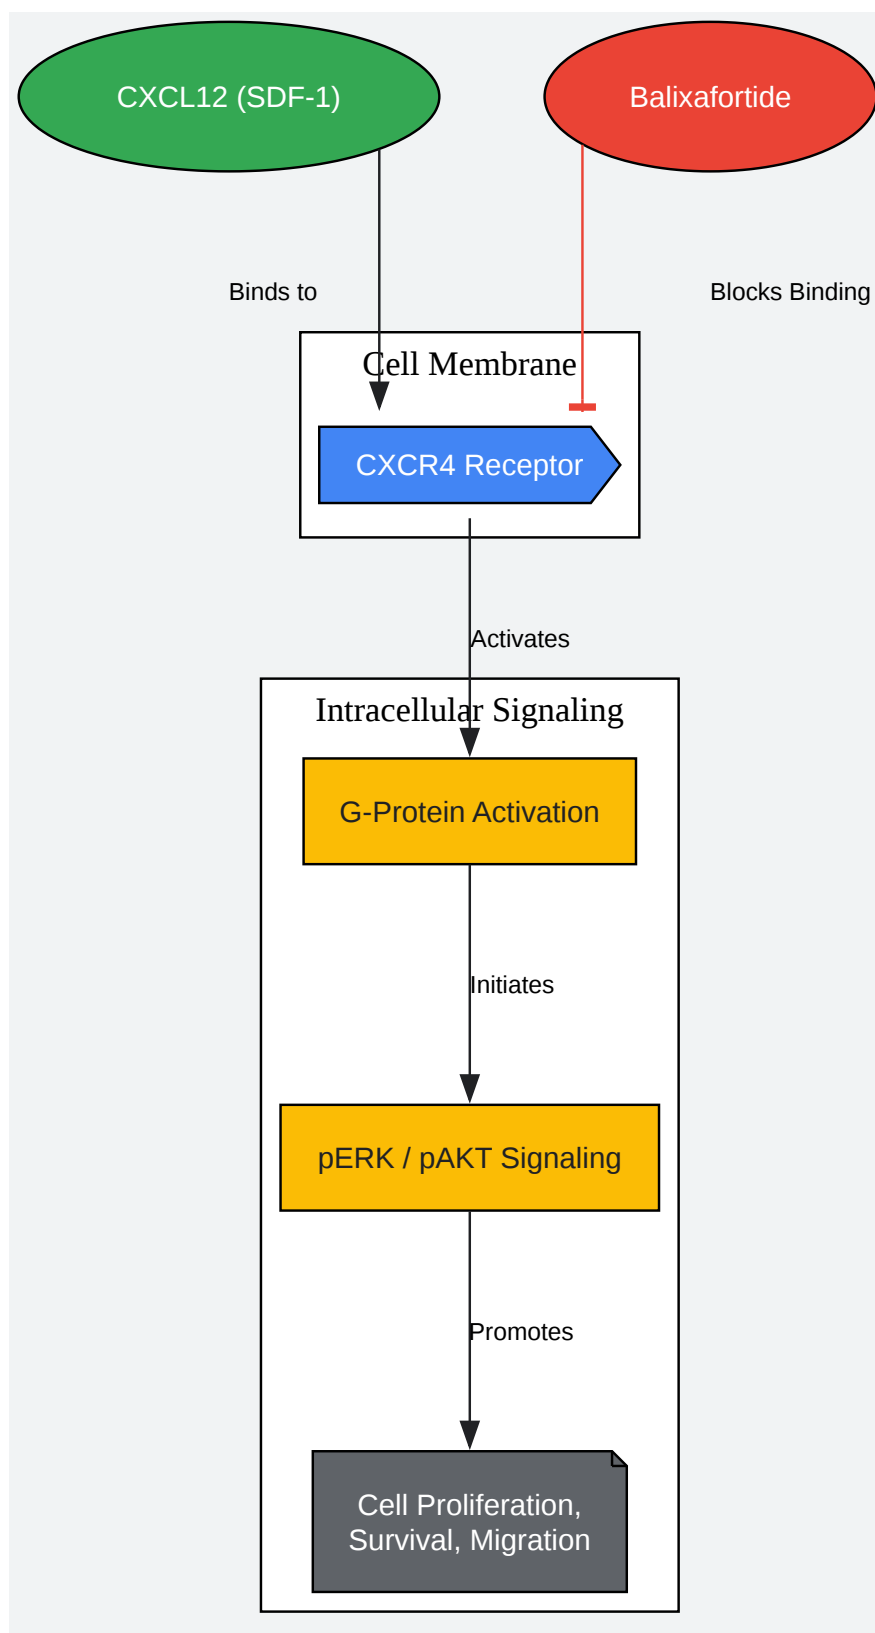 CXCL12 (SDF-1)
Balixafortide
Binds to
Blocks Binding
Cell Membrane
CXCR4 Receptor
Activates
Intracellular Signaling
G-Protein Activation
Initiates
pERK / pAKT Signaling
Promotes
Cell Proliferation,
Survival, Migration